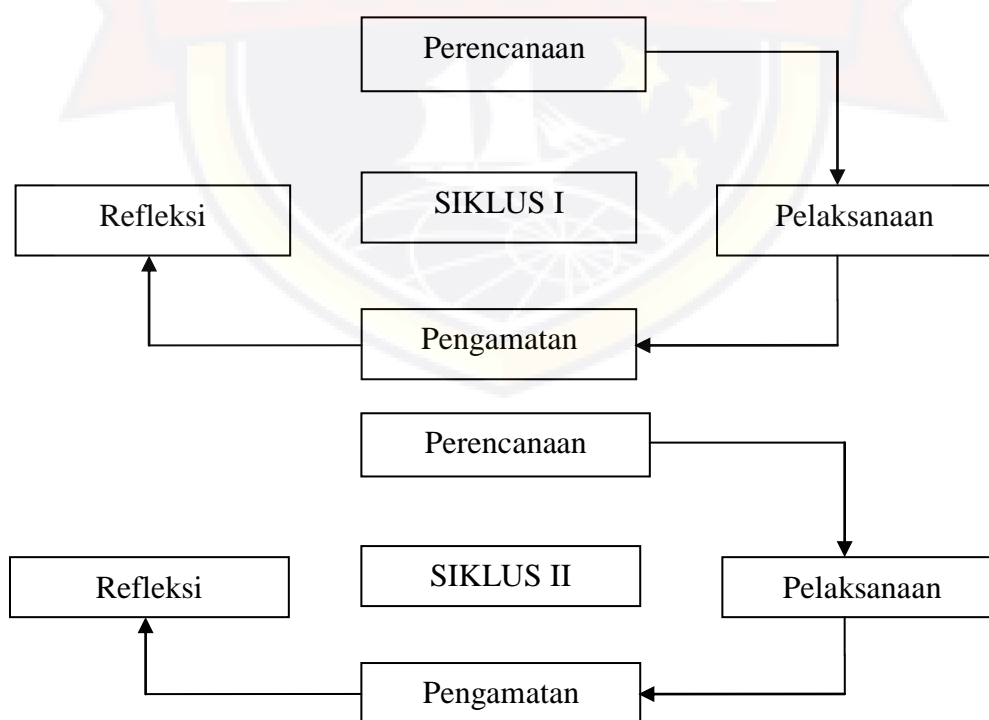 Perencanaan
Refleksi
SIKLUS I
Pelaksanaan
Pengamatan
Perencanaan
Refleksi
SIKLUS II
Pelaksanaan
Pengamatan